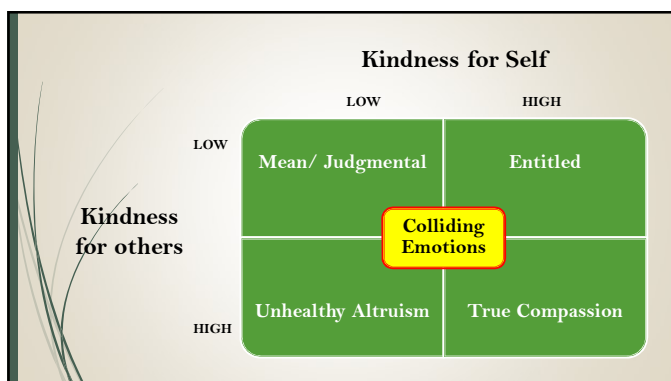 Kindness for Self
LOW
HIGH
LOW
Mean/ Judgmental
Entitled
Kindness
for others
Colliding
Emotions
Unhealthy Altruism
True Compassion
HIGH